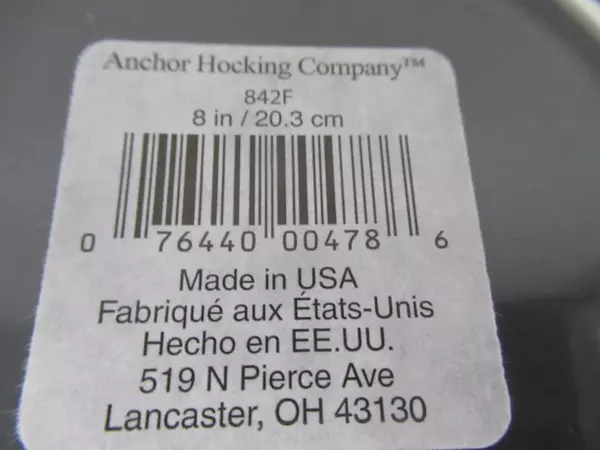 Anchor Hocking Company™
842F
8 in / 20.3 cm
0 76440 00478 6
Made in USA
Fabriqué aux États-Unis
Hecho en EE.UU.
519 N Pierce Ave
Lancaster, OH 43130